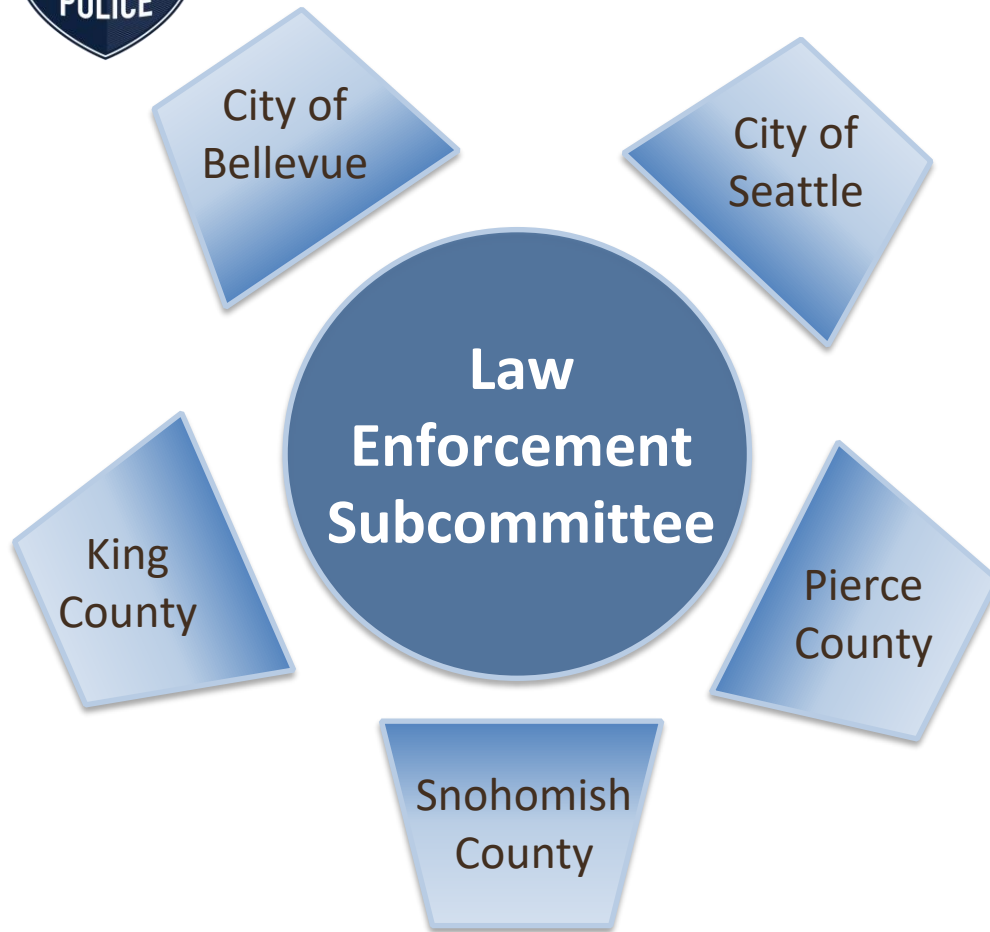 POLICE
City of
Bellevue
City of
Seattle
Law
Enforcement
Subcommittee
King
County
Pierce
County
Snohomish
County